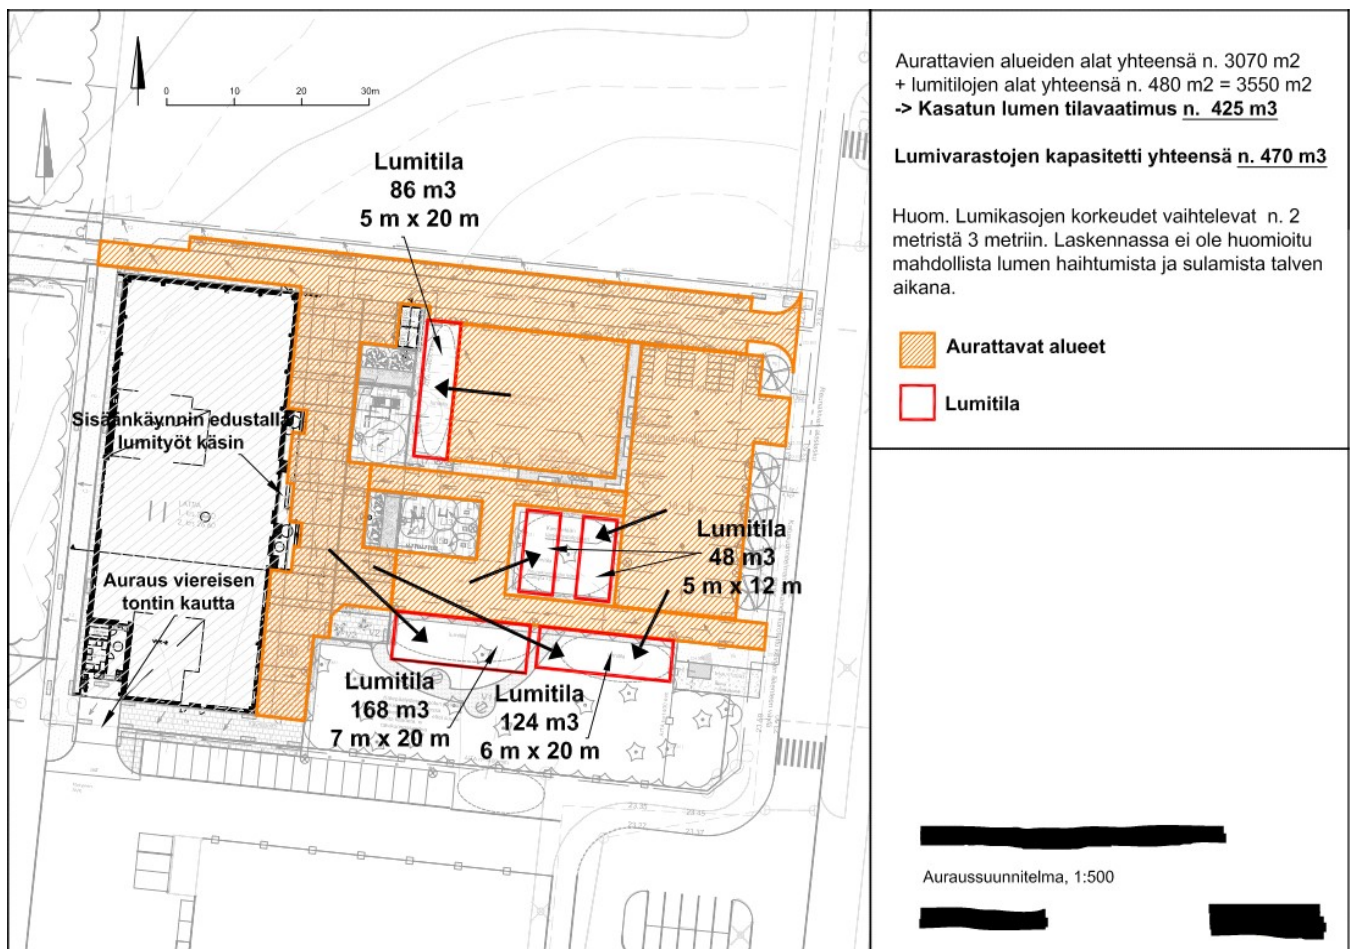 Aurattavien alueiden alat yhteensä n. 3070 m2
+ lumitilojen alat yhteensä n. 480 m2 = 3550 m2
-> Kasatun lumen tilavaatimus n. 425 m3
Lumivarastojen kapasitetti yhteensä n. 470 m3
Huom. Lumikasojen korkeudet vaihtelevat n. 2
metristä 3 metriin. Laskennassa ei ole huomioitu
mahdollista lumen haihtumista ja sulamista talven
aikana.
Aurattavat alueet
Lumitila
0 10 20 30m
Lumitila
86 m3
5 m x 20 m
Sisäänkäynnin edustalla
lumityöt käsin
Lumitila
48 m3
5 m x 12 m
Auraus viereisen
tontin kautta
Lumitila
168 m3
7 m x 20 m
Lumitila
124 m3
6 m x 20 m
Auraussuunnitelma, 1:500